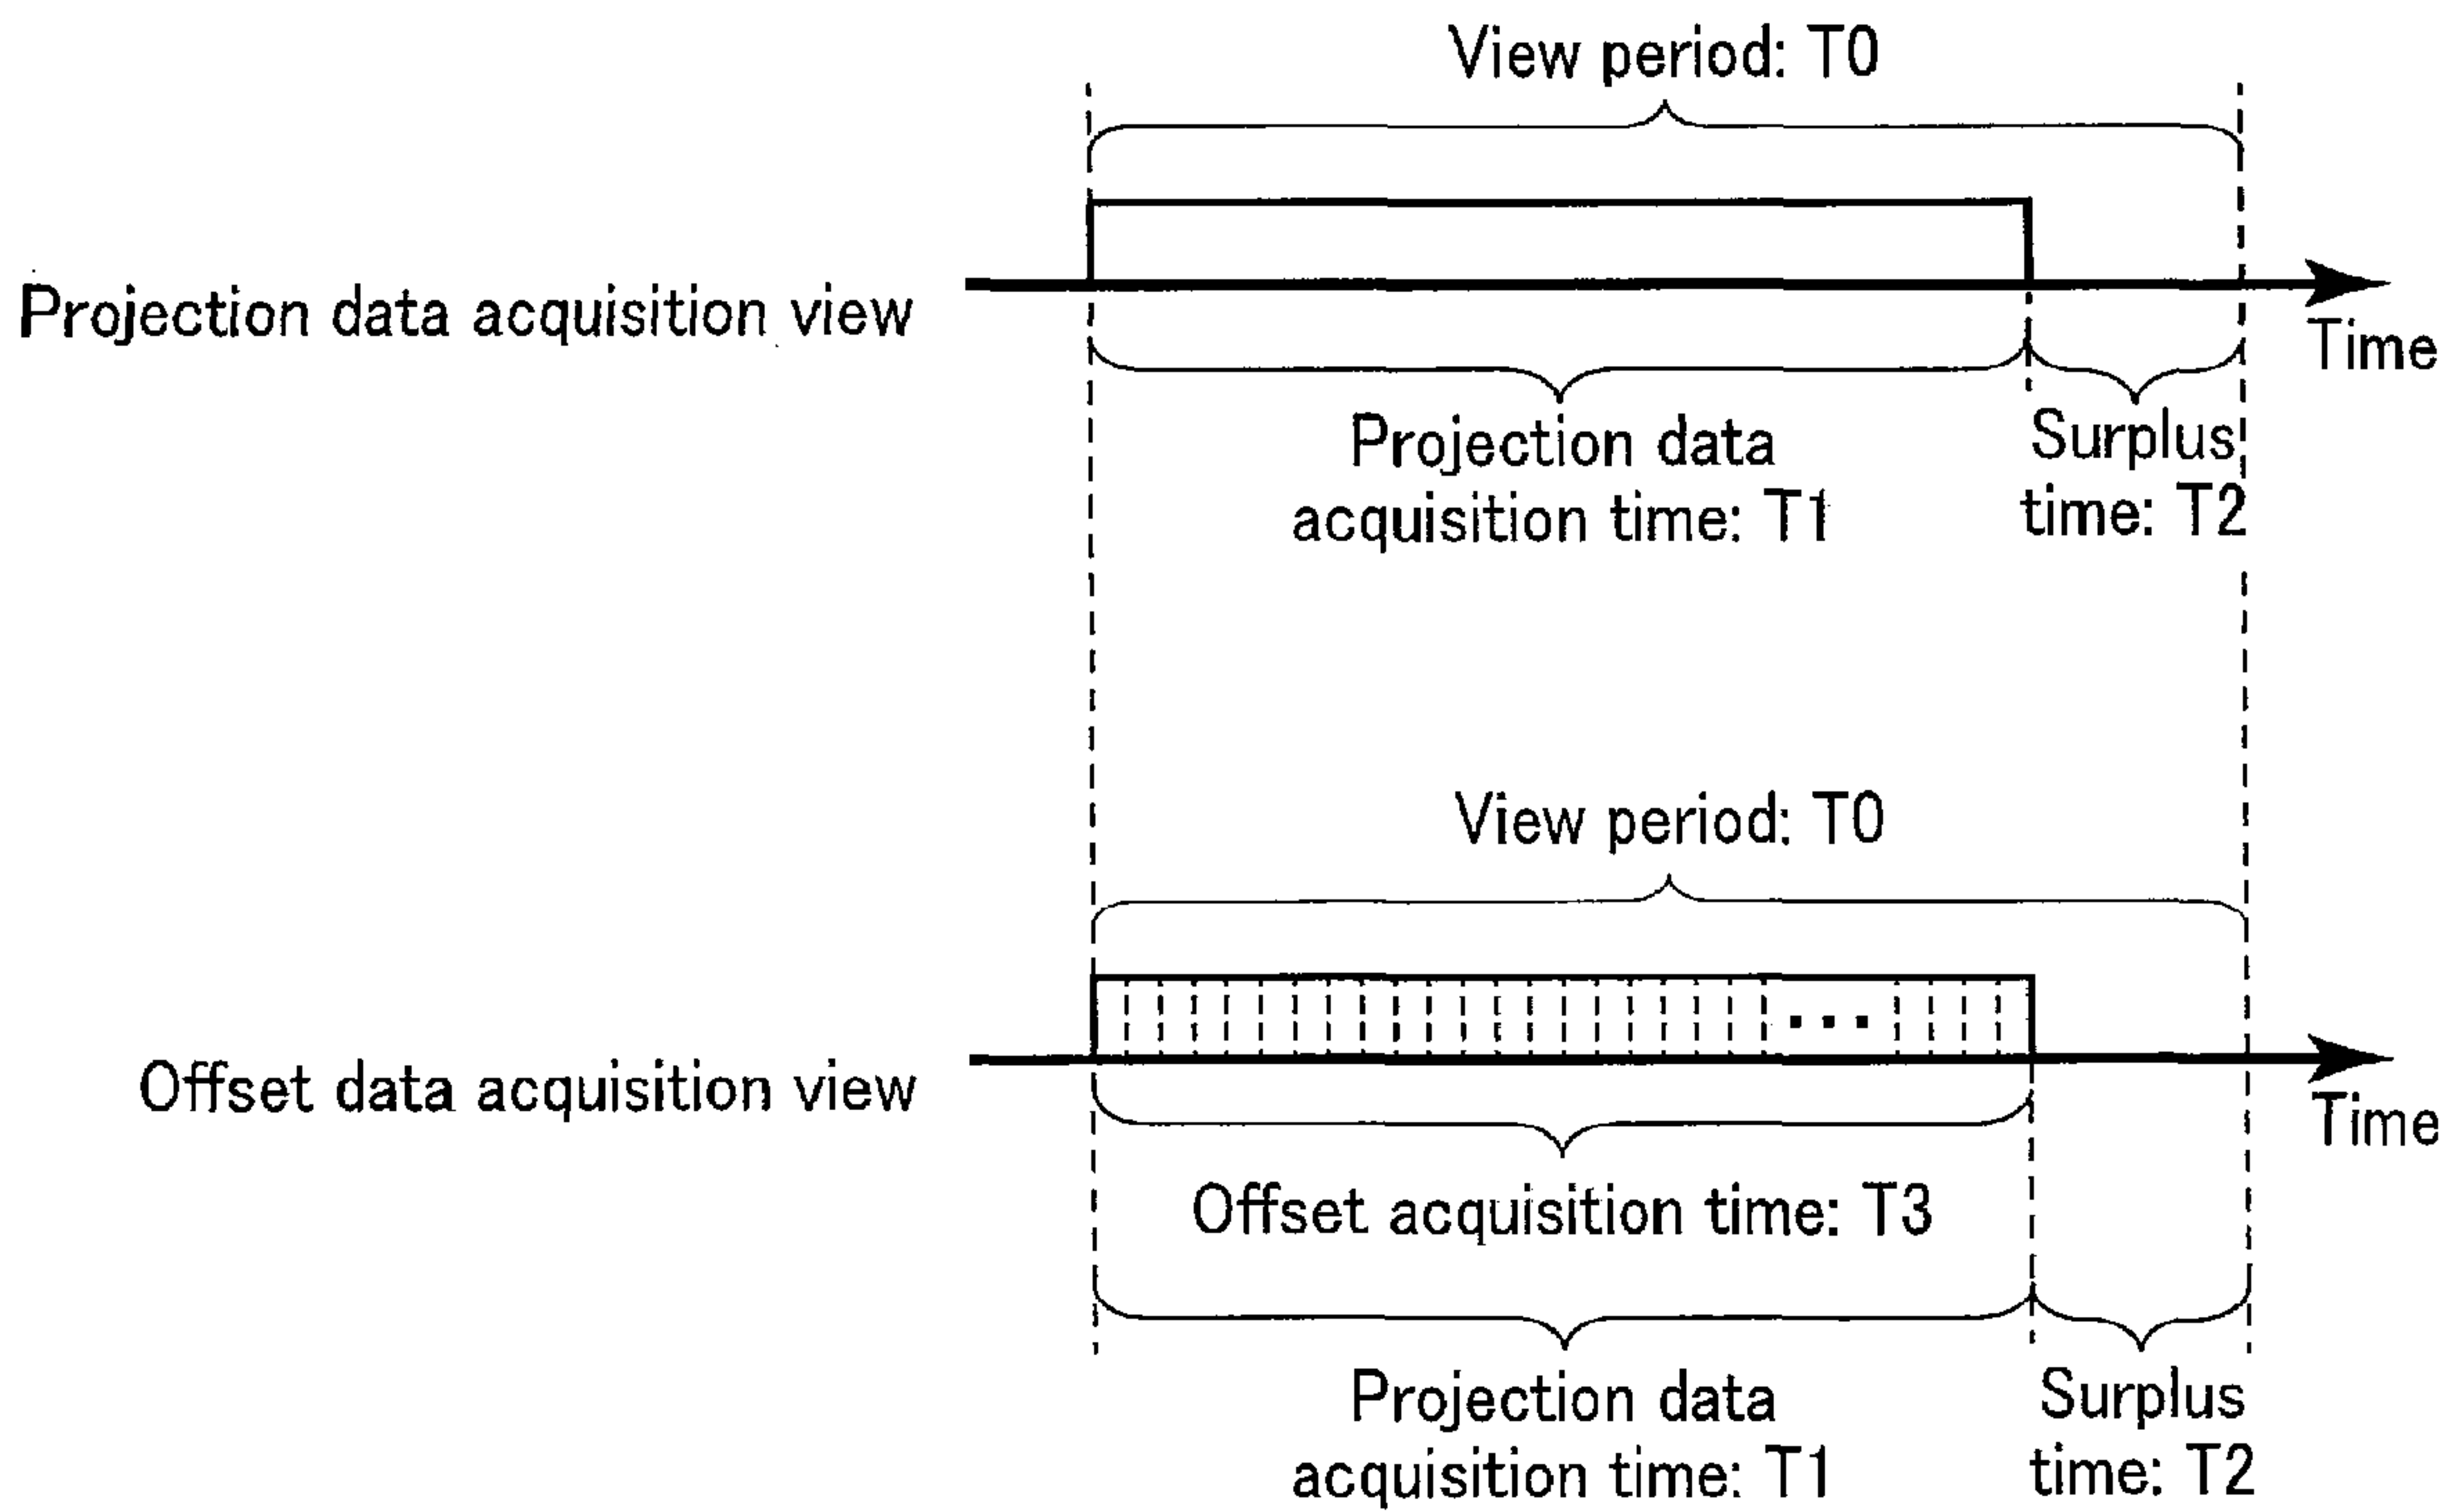 View period: T0
Projection data acquisition view
Time
Projection data
acquisition time: T1
Surplus
time: T2
View period: T0
...
Offset data acquisition view
Time
Offset acquisition time: T3
Projection data
acquisition time: T1
Surplus
time: T2